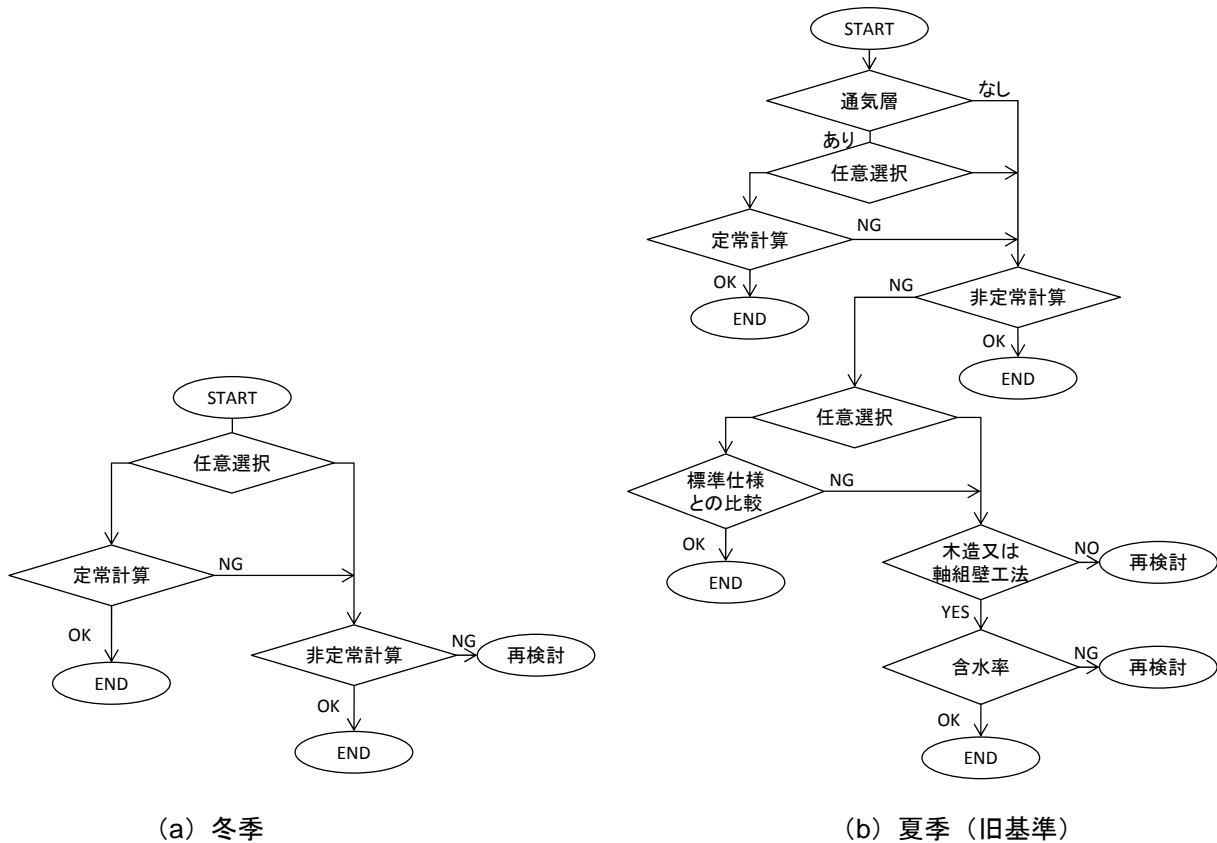 START
任意選択
定常計算
NG
OK
END
非定常計算
NG
再検討
OK
END
(a) 冬季
START
通気層
なし
あり
任意選択
定常計算
NG
OK
END
非定常計算
NG
OK
END
任意選択
標準仕様
との比較
NG
OK
END
木造又は
軸組壁工法
NO
再検討
YES
含水率
NG
再検討
OK
END
(b) 夏季（旧基準）